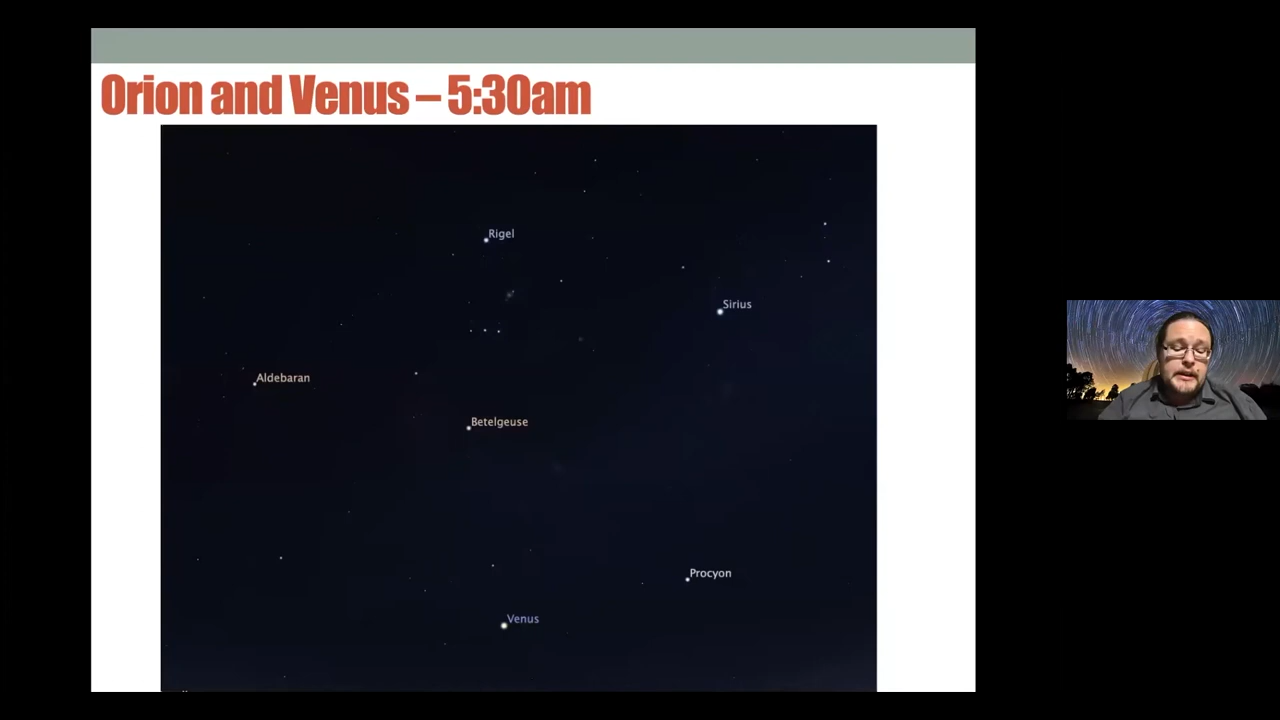 Orion and Venus – 5:30am
Rigel
Sirius
Aldebaran
Betelgeuse
Procyon
Venus